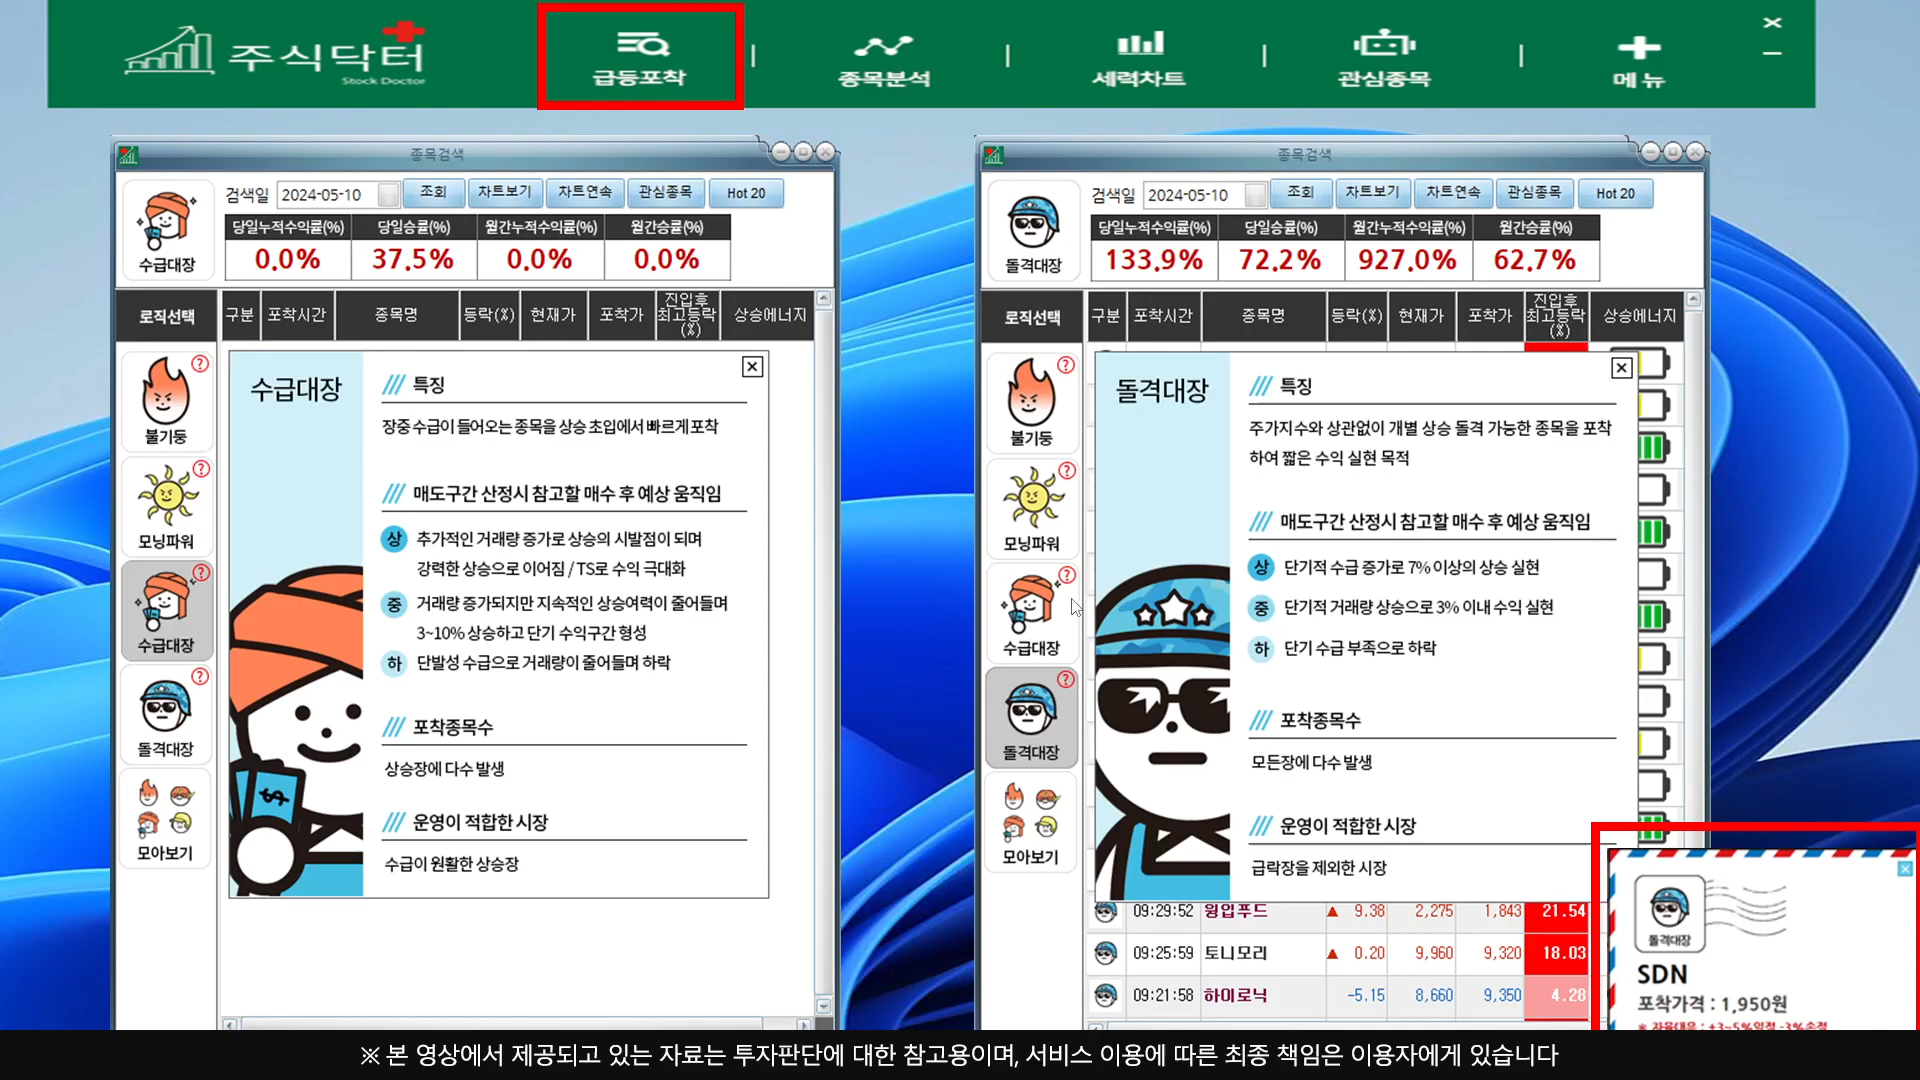 주식닥터
Stock Doctor
급등포착
종목분석
세력차트
관심종목
메뉴
종목검색
수급대장
검색일 2024-05-10 조회 차트보기 차트연속 관심종목 Hot 20
당일누적수익률(%) 당일승률(%) 월간누적수익률(%) 월간승률(%)
0.0% 37.5% 0.0% 0.0%
로직선택 구분 포착시간 종목명 등락(%) 현재가 포착가 진입후 최고등락 (%) 상승에너지
불기둥
모닝파워
수급대장
돌격대장
모아보기
수급대장
특징
장중 수급이 들어오는 종목을 상승 초입에서 빠르게 포착
매도구간 산정시 참고할 매수 후 예상 움직임
상 추가적인 거래량 증가로 상승의 시발점이 되며
강력한 상승으로 이어짐 / TS로 수익 극대화
중 거래량 증가되지만 지속적인 상승여력이 줄어들며
3~10% 상승하고 단기 수익구간 형성
하 단발성 수급으로 거래량이 줄어들며 하락
포착종목수
상승장에 다수 발생
운영이 적합한 시장
수급이 원활한 상승장
종목검색
돌격대장
검색일 2024-05-10 조회 차트보기 차트연속 관심종목 Hot 20
당일누적수익률(%) 당일승률(%) 월간누적수익률(%) 월간승률(%)
133.9% 72.2% 927.0% 62.7%
로직선택 구분 포착시간 종목명 등락(%) 현재가 포착가 진입후 최고등락 (%) 상승에너지
불기둥
모닝파워
수급대장
돌격대장
모아보기
돌격대장
특징
주가지수와 상관없이 개별 상승 돌격 가능한 종목을 포착
하여 짧은 수익 실현 목적
매도구간 산정시 참고할 매수 후 예상 움직임
상 단기적 수급 증가로 7% 이상의 상승 실현
중 단기적 거래량 상승으로 3% 이내 수익 실현
하 단기 수급 부족으로 하락
포착종목수
모든장에 다수 발생
운영이 적합한 시장
급락장을 제외한 시장
09:29:52 윙입푸드 ▲ 9.38 2,275 1,843 21.54
09:25:59 토니모리 ▲ 0.20 9,960 9,320 18.03
09:21:58 하이로닉 -5.15 8,660 9,350 4.28
돌격대장
SDN
포착가격 : 1,950원
※ 본 영상에서 제공되고 있는 자료는 투자판단에 대한 참고용이며, 서비스 이용에 따른 최종 책임은 이용자에게 있습니다